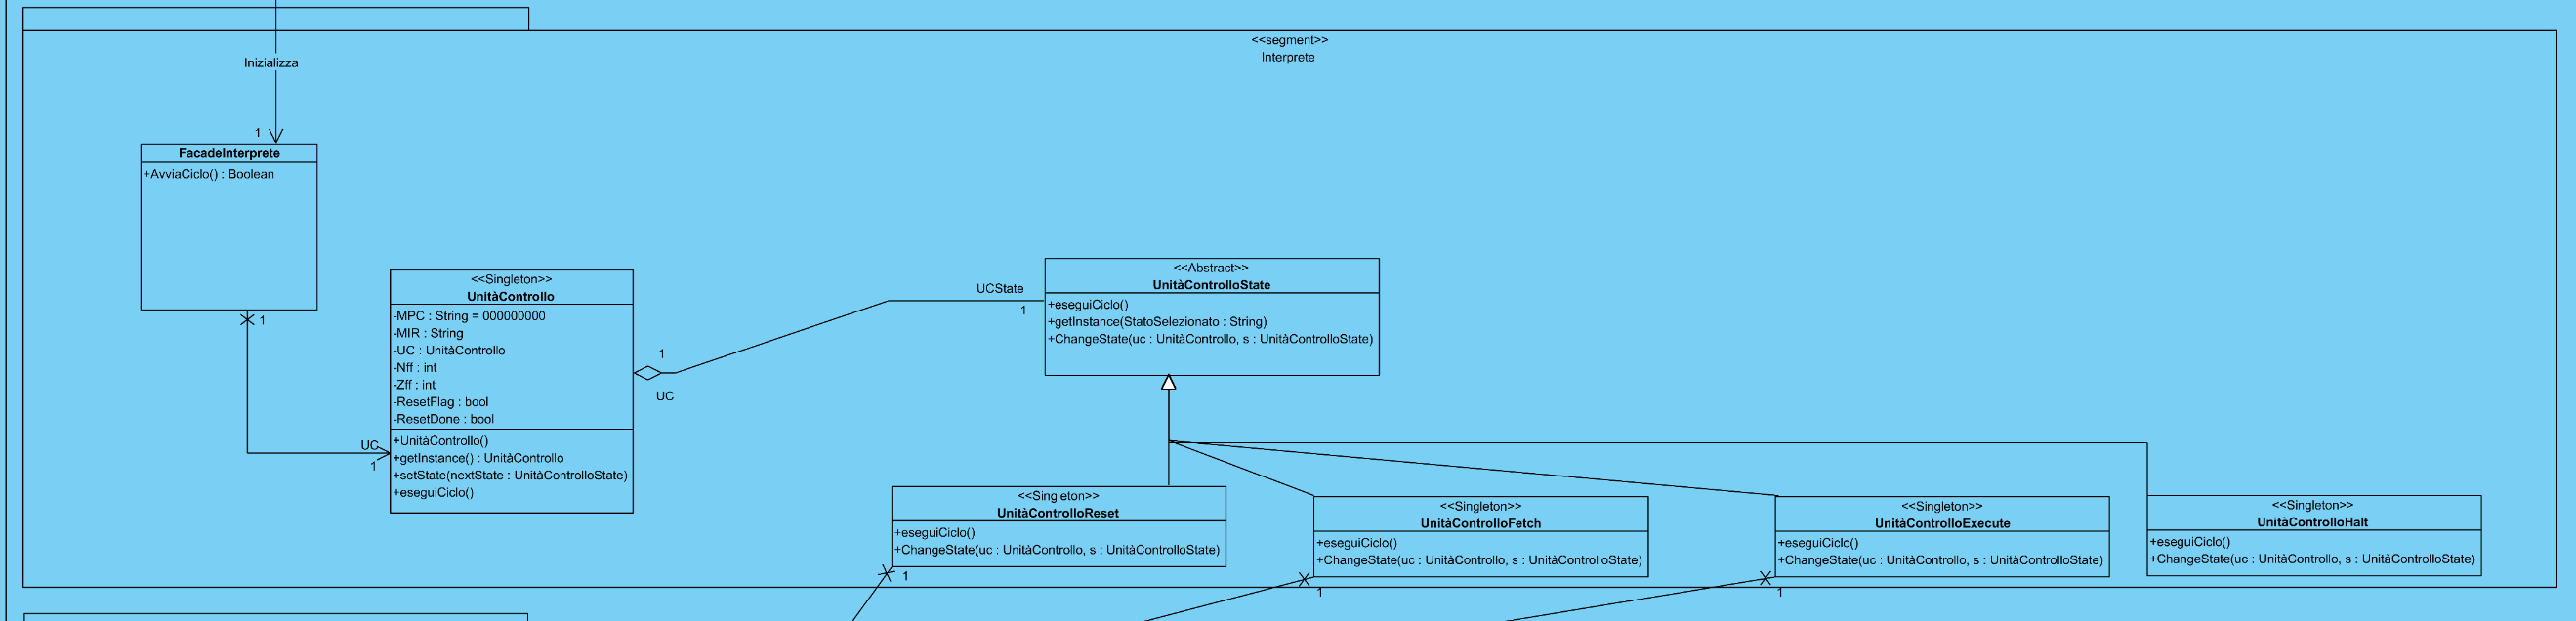 <<segment>>
Interprete
Inizializza
1
FacadeInterprete
+AvviaCiclo() : Boolean
1
UC
1
<<Singleton>>
UnitàControllo
-MPC : String = 000000000
-MIR : String
-UC : UnitàControllo
-Nff : int
-Zff : int
-ResetFlag : bool
-ResetDone : bool
+UnitàControllo()
+getInstance() : UnitàControllo
+setState(nextState : UnitàControlloState)
+eseguiCiclo()
1
UC
UCState
1
<<Abstract>>
UnitàControlloState
+eseguiCiclo()
+getInstance(StatoSelezionato : String)
+ChangeState(uc : UnitàControllo, s : UnitàControlloState)
<<Singleton>>
UnitàControlloReset
+eseguiCiclo()
+ChangeState(uc : UnitàControllo, s : UnitàControlloState)
1
<<Singleton>>
UnitàControlloFetch
+eseguiCiclo()
+ChangeState(uc : UnitàControllo, s : UnitàControlloState)
1
<<Singleton>>
UnitàControlloExecute
+eseguiCiclo()
+ChangeState(uc : UnitàControllo, s : UnitàControlloState)
1
<<Singleton>>
UnitàControlloHalt
+eseguiCiclo()
+ChangeState(uc : UnitàControllo, s : UnitàControlloState)